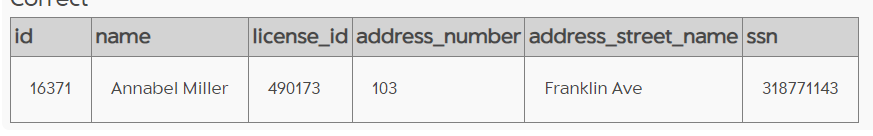 Correct
id name license_id address_number address_street_name ssn
16371 Annabel Miller 490173 103 Franklin Ave 318771143